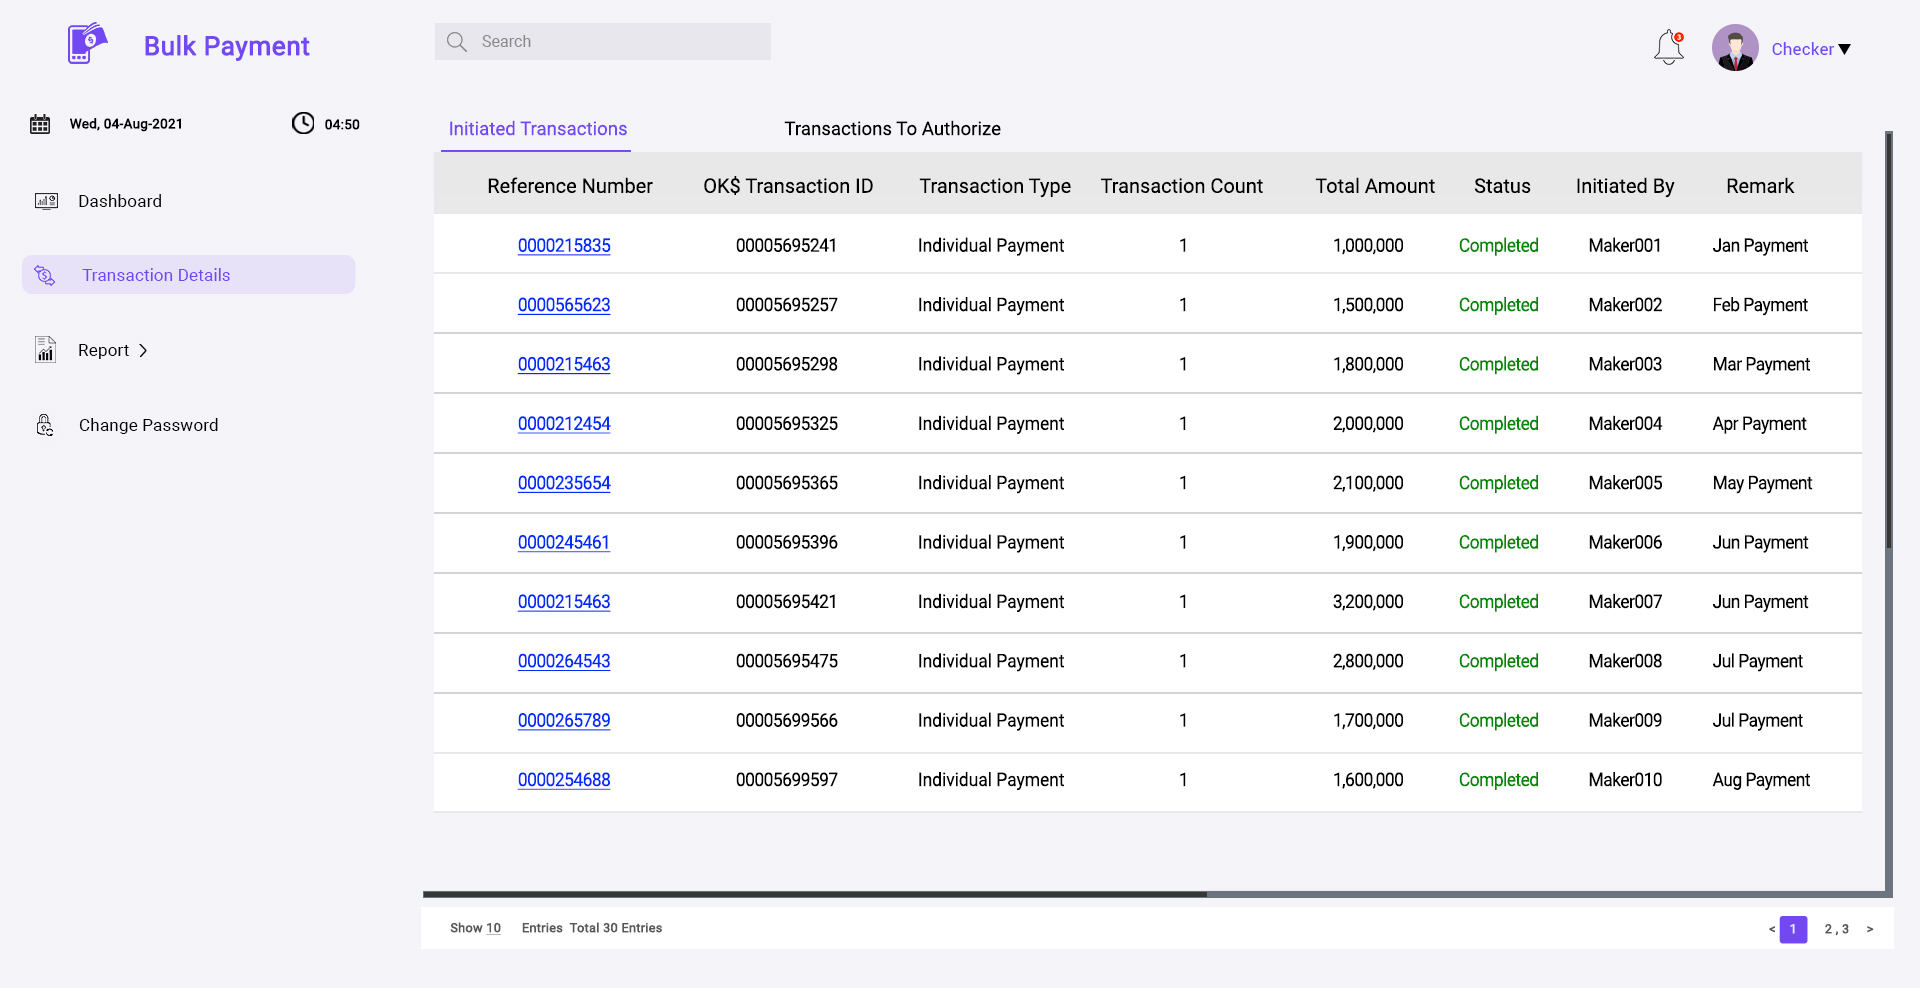 Bulk Payment
Search
3
Checker
Wed, 04-Aug-2021
04:50
Dashboard
Transaction Details
Report >
Change Password
Initiated Transactions Transactions To Authorize
Reference Number OK$ Transaction ID Transaction Type Transaction Count Total Amount Status Initiated By Remark
0000215835 00005695241 Individual Payment 1 1,000,000 Completed Maker001 Jan Payment
0000565623 00005695257 Individual Payment 1 1,500,000 Completed Maker002 Feb Payment
0000215463 00005695298 Individual Payment 1 1,800,000 Completed Maker003 Mar Payment
0000212454 00005695325 Individual Payment 1 2,000,000 Completed Maker004 Apr Payment
0000235654 00005695365 Individual Payment 1 2,100,000 Completed Maker005 May Payment
0000245461 00005695396 Individual Payment 1 1,900,000 Completed Maker006 Jun Payment
0000215463 00005695421 Individual Payment 1 3,200,000 Completed Maker007 Jun Payment
0000264543 00005695475 Individual Payment 1 2,800,000 Completed Maker008 Jul Payment
0000265789 00005699566 Individual Payment 1 1,700,000 Completed Maker009 Jul Payment
0000254688 00005699597 Individual Payment 1 1,600,000 Completed Maker010 Aug Payment
Show 10 Entries Total 30 Entries
< 1 2 , 3 >